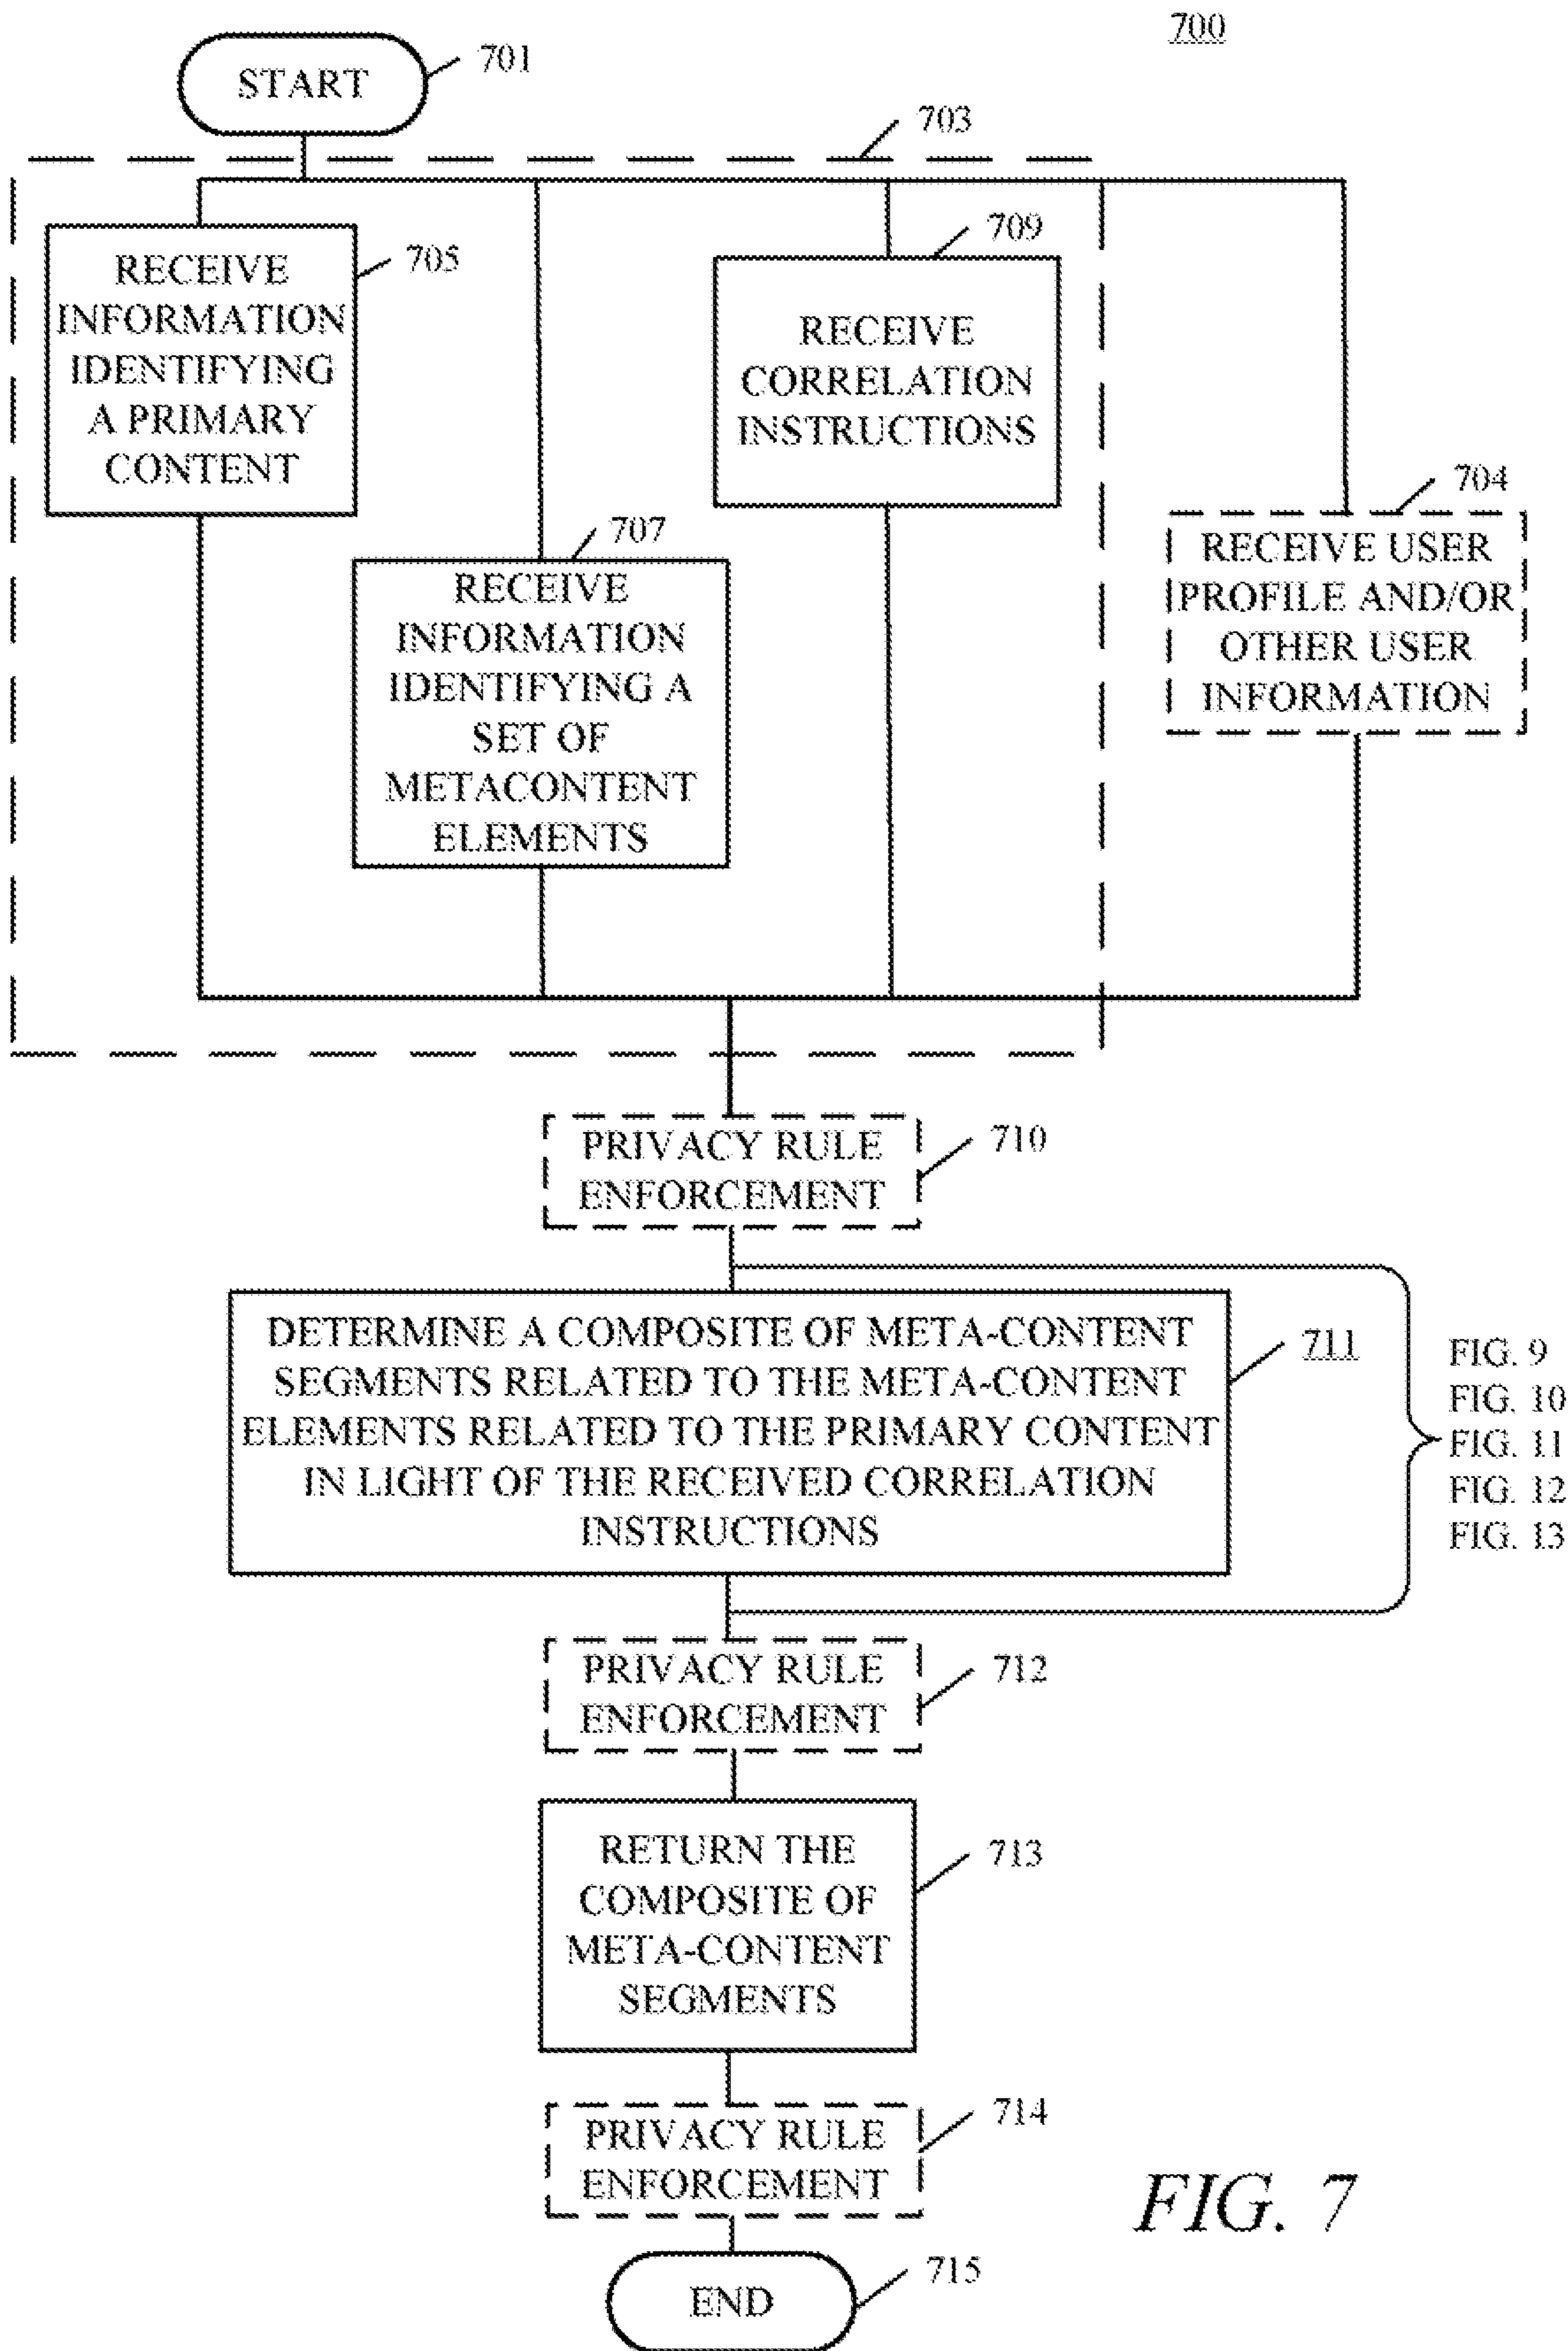 700
START
701
703
RECEIVE
INFORMATION
IDENTIFYING
A PRIMARY
CONTENT
705
709
RECEIVE
CORRELATION
INSTRUCTIONS
707
RECEIVE
INFORMATION
IDENTIFYING A
SET OF
METACONTENT
ELEMENTS
704
RECEIVE USER
PROFILE AND/OR
OTHER USER
INFORMATION
PRIVACY RULE
ENFORCEMENT
710
DETERMINE A COMPOSITE OF META-CONTENT
SEGMENTS RELATED TO THE META-CONTENT
ELEMENTS RELATED TO THE PRIMARY CONTENT
IN LIGHT OF THE RECEIVED CORRELATION
INSTRUCTIONS
711
FIG. 9
FIG. 10
FIG. 11
FIG. 12
FIG. 13
PRIVACY RULE
ENFORCEMENT
712
RETURN THE
COMPOSITE OF
META-CONTENT
SEGMENTS
713
PRIVACY RULE
ENFORCEMENT
714
FIG. 7
END
715